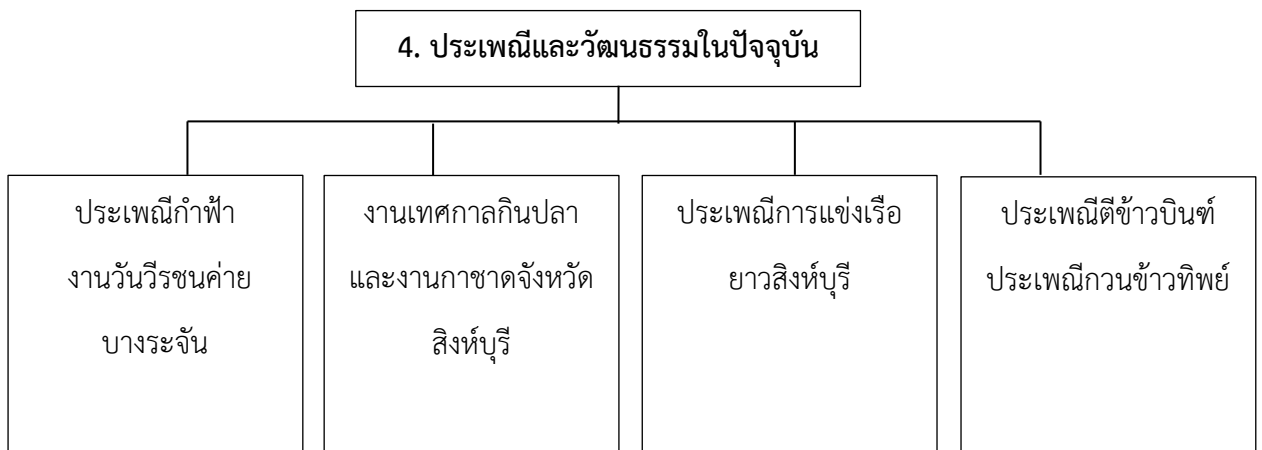 4. ประเพณีและวัฒนธรรมในปัจจุบัน
ประเพณีกำฟ้า
งานวันวีรชนค่าย
บางระจัน
งานเทศกาลกินปลา
และงานกาชาดจังหวัด
สิงห์บุรี
ประเพณีการแข่งเรือ
ยาวสิงห์บุรี
ประเพณีตีข้าวบินฑ์
ประเพณีกวนข้าวทิพย์